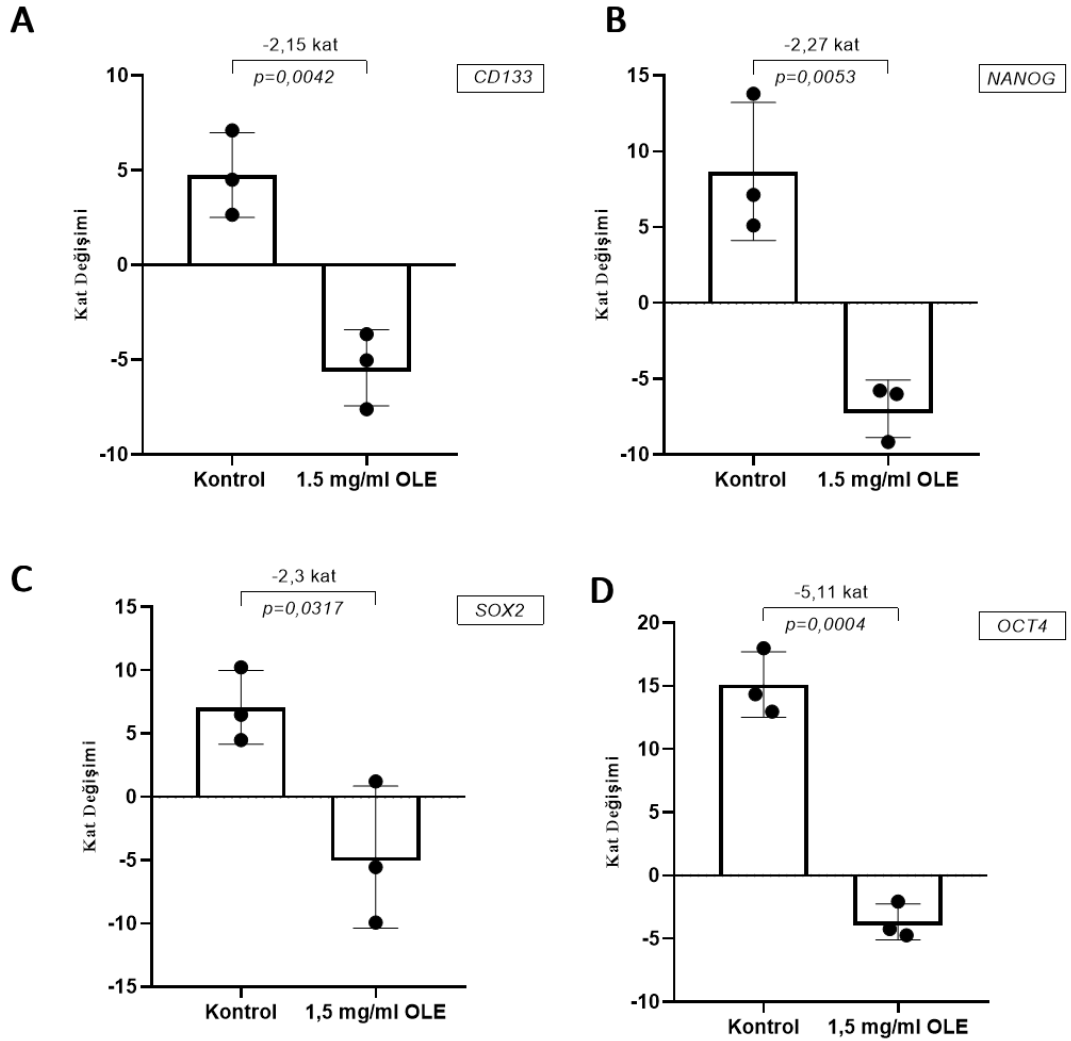 A
-2,15 kat
p=0,0042
CD133
10
5
0
-5
-10
Kat Değişimi
Kontrol
1.5 mg/ml OLE
B
-2,27 kat
p=0,0053
NANOG
15
10
5
0
-5
-10
Kat Değişimi
Kontrol
1.5 mg/ml OLE
C
-2,3 kat
p=0,0317
SOX2
15
10
5
0
-5
-10
-15
Kat Değişimi
Kontrol
1,5 mg/ml OLE
D
-5,11 kat
p=0,0004
OCT4
20
15
10
5
0
-5
-10
Kat Değişimi
Kontrol
1,5 mg/ml OLE